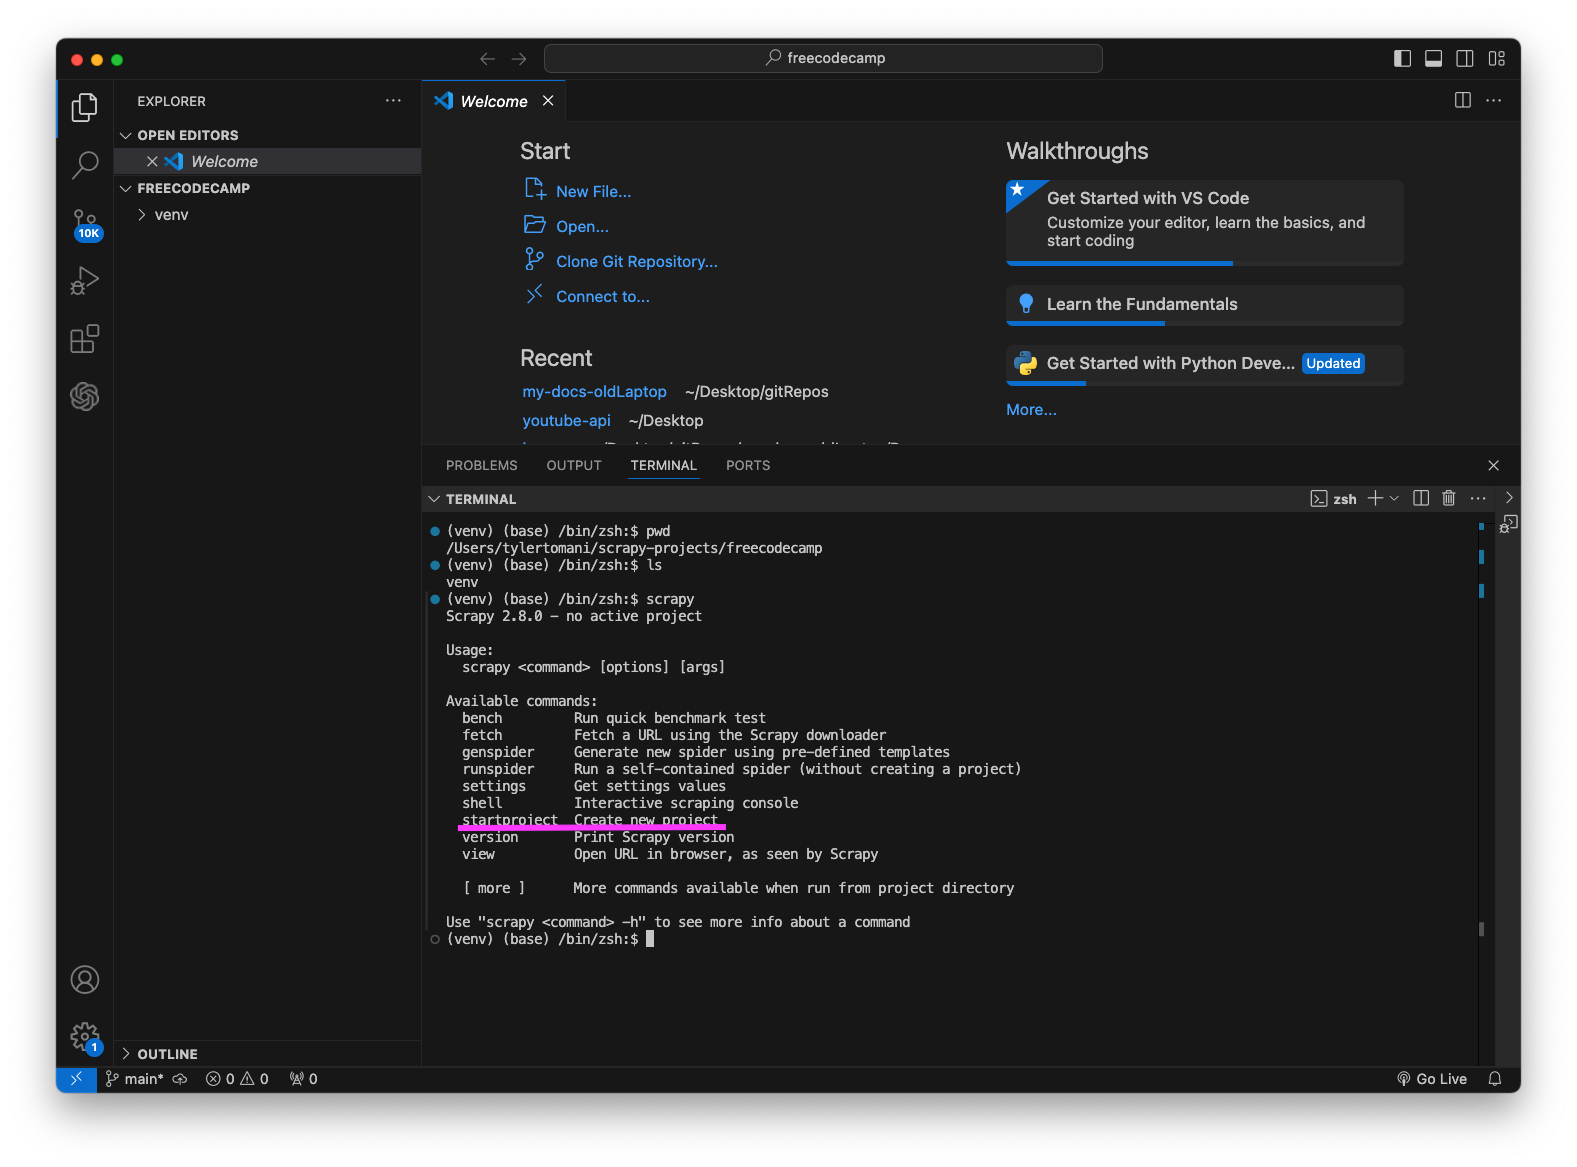 freecodecamp
EXPLORER
OPEN EDITORS
Welcome
FREECODECAMP
venv
10K
Welcome
Start
New File...
Open...
Clone Git Repository...
Connect to...
Recent
my-docs-oldLaptop ~/Desktop/gitRepos
youtube-api ~/Desktop
Walkthroughs
Get Started with VS Code
Customize your editor, learn the basics, and
start coding
Learn the Fundamentals
Get Started with Python Deve... Updated
More...
PROBLEMS OUTPUT TERMINAL PORTS
TERMINAL
zsh
(venv) (base) /bin/zsh:$ pwd
/Users/tylertomani/scrapy-projects/freecodecamp
(venv) (base) /bin/zsh:$ ls
venv
(venv) (base) /bin/zsh:$ scrapy
Scrapy 2.8.0 - no active project
Usage:
scrapy <command> [options] [args]
Available commands:
bench Run quick benchmark test
fetch Fetch a URL using the Scrapy downloader
genspider Generate new spider using pre-defined templates
runspider Run a self-contained spider (without creating a project)
settings Get settings values
shell Interactive scraping console
startproject Create new project
version Print Scrapy version
view Open URL in browser, as seen by Scrapy
[ more ] More commands available when run from project directory
Use "scrapy <command> -h" to see more info about a command
(venv) (base) /bin/zsh:$
1
OUTLINE
main* 0 0 0
Go Live